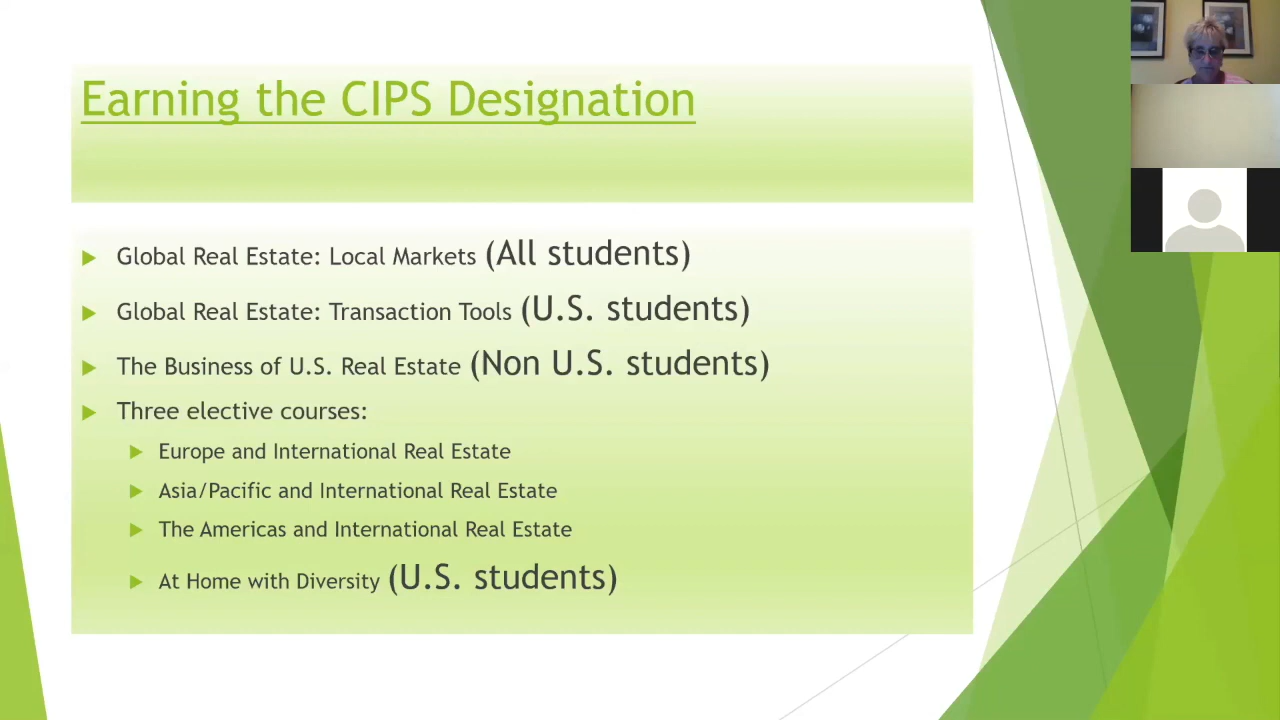 Earning the CIPS Designation
Global Real Estate: Local Markets (All students)
Global Real Estate: Transaction Tools (U.S. students)
The Business of U.S. Real Estate (Non U.S. students)
Three elective courses:
Europe and International Real Estate
Asia/Pacific and International Real Estate
The Americas and International Real Estate
At Home with Diversity (U.S. students)